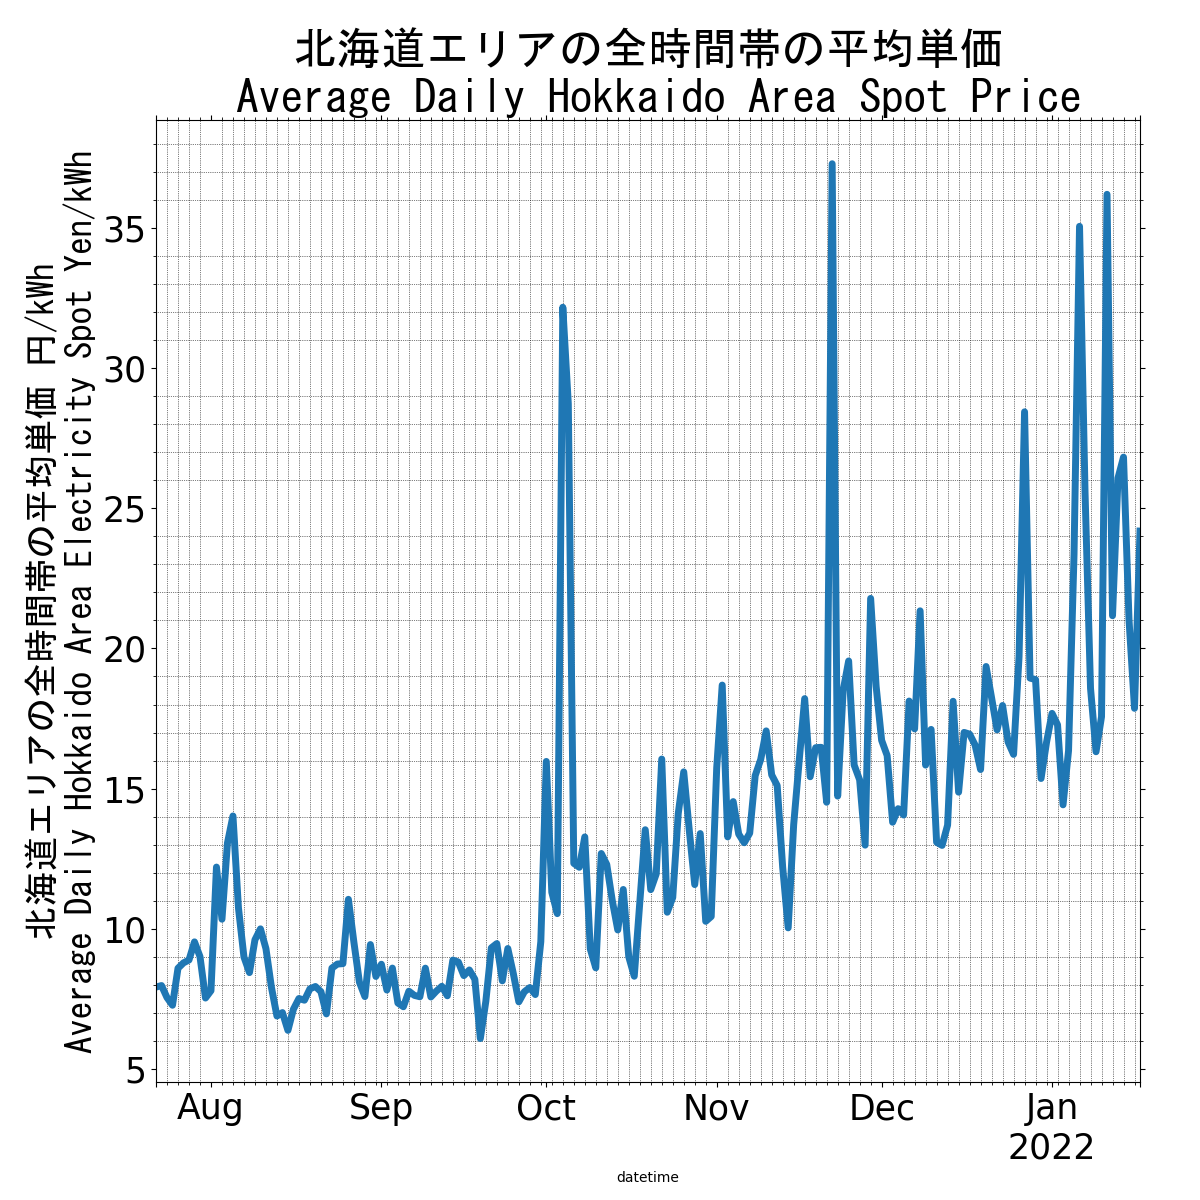 北海道エリアの全時間帯の平均単価
Average Daily Hokkaido Area Spot Price
北海道エリアの全時間帯の平均単価 円/kWh
Average Daily Hokkaido Area Electricity Spot Yen/kWh
35
30
25
20
15
10
5
Aug
Sep
Oct
Nov
Dec
Jan
2022
datetime